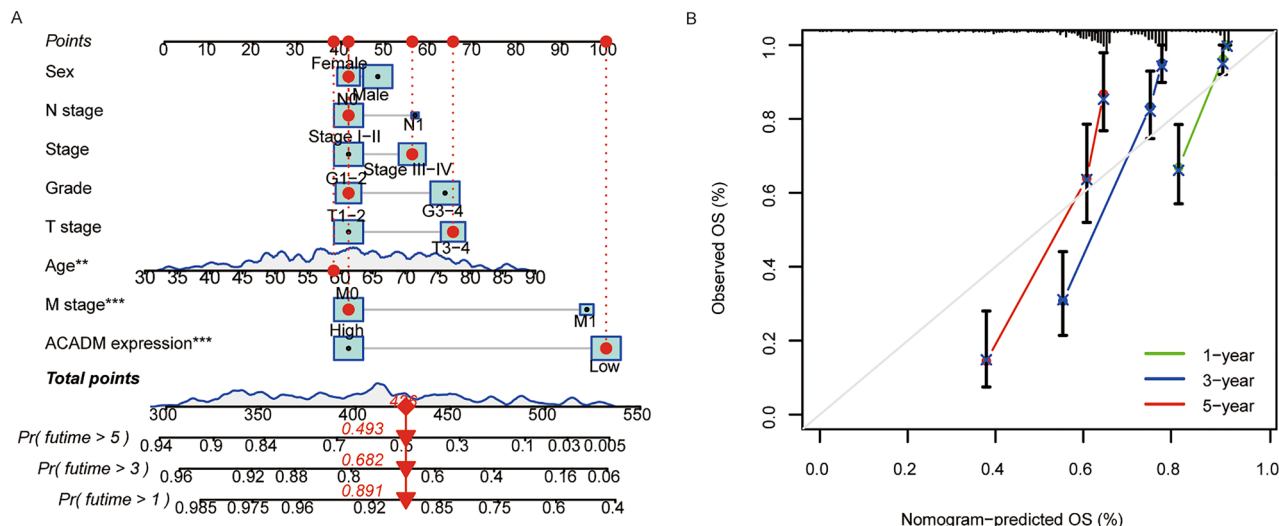 A
Points
0 10 20 30 40 50 60 70 80 90 100
Sex
Female
Male
N stage
N0
N1
Stage
Stage I−II
Stage III−IV
Grade
G1−2
G3−4
T stage
T1−2
T3−4
Age**
30 35 40 45 50 55 60 65 70 75 80 85 90
M stage***
M0
M1
ACADM expression***
High
Low
Total points
300 350 400 450 500 550
0.493
Pr( futime > 5)
0.94 0.9 0.84 0.7 0.3 0.1 0.03 0.005
0.682
Pr( futime > 3 )
0.96 0.92 0.88 0.8 0.6 0.4 0.16 0.06
0.891
Pr( futime > 1 )
0.985 0.975 0.96 0.92 0.85 0.75 0.6 0.4
B
Observed OS (%)
1.0
0.8
0.6
0.4
0.2
0.0
1−year
3−year
5−year
0.0 0.2 0.4 0.6 0.8 1.0
Nomogram−predicted OS (%)